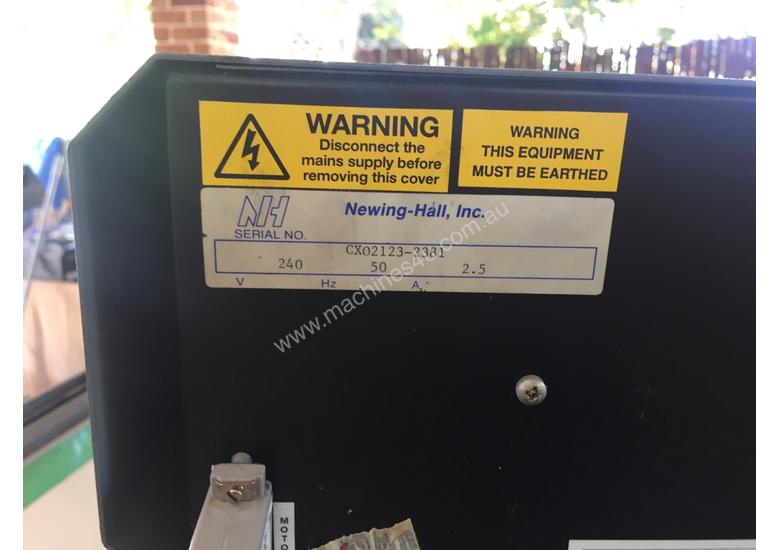 WARNING
Disconnect the
mains supply before
removing this cover
WARNING
THIS EQUIPMENT
MUST BE EARTHED
NH
Newing-Hall, Inc.
SERIAL NO.
CX02123-2381
240 50 2.5
V Hz A
www.machines4u.com.au
MOTO